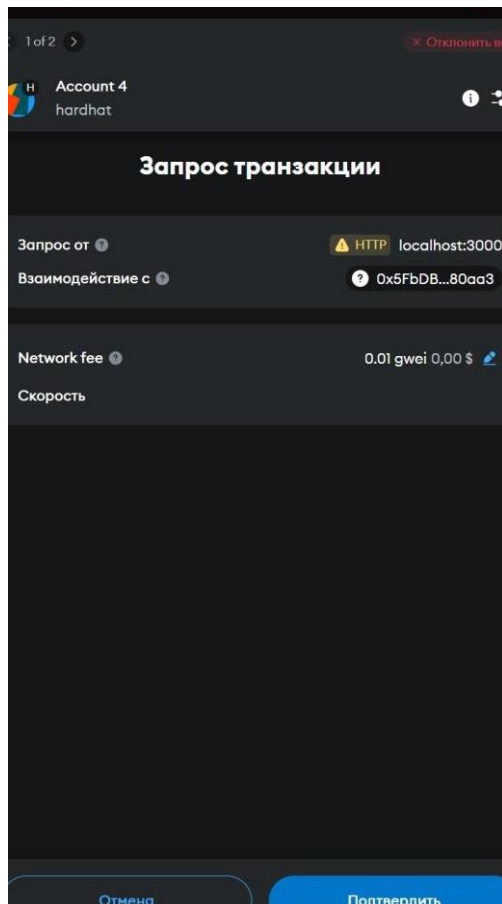 1 of 2
× Отклонить в
Account 4
H
hardhat
Запрос транзакции
Запрос от
HTTP localhost:3000
Взаимодействие с
0x5FbDB...80aa3
Network fee
0.01 gwei 0,00 $
Скорость
Отмена
Подтвердить